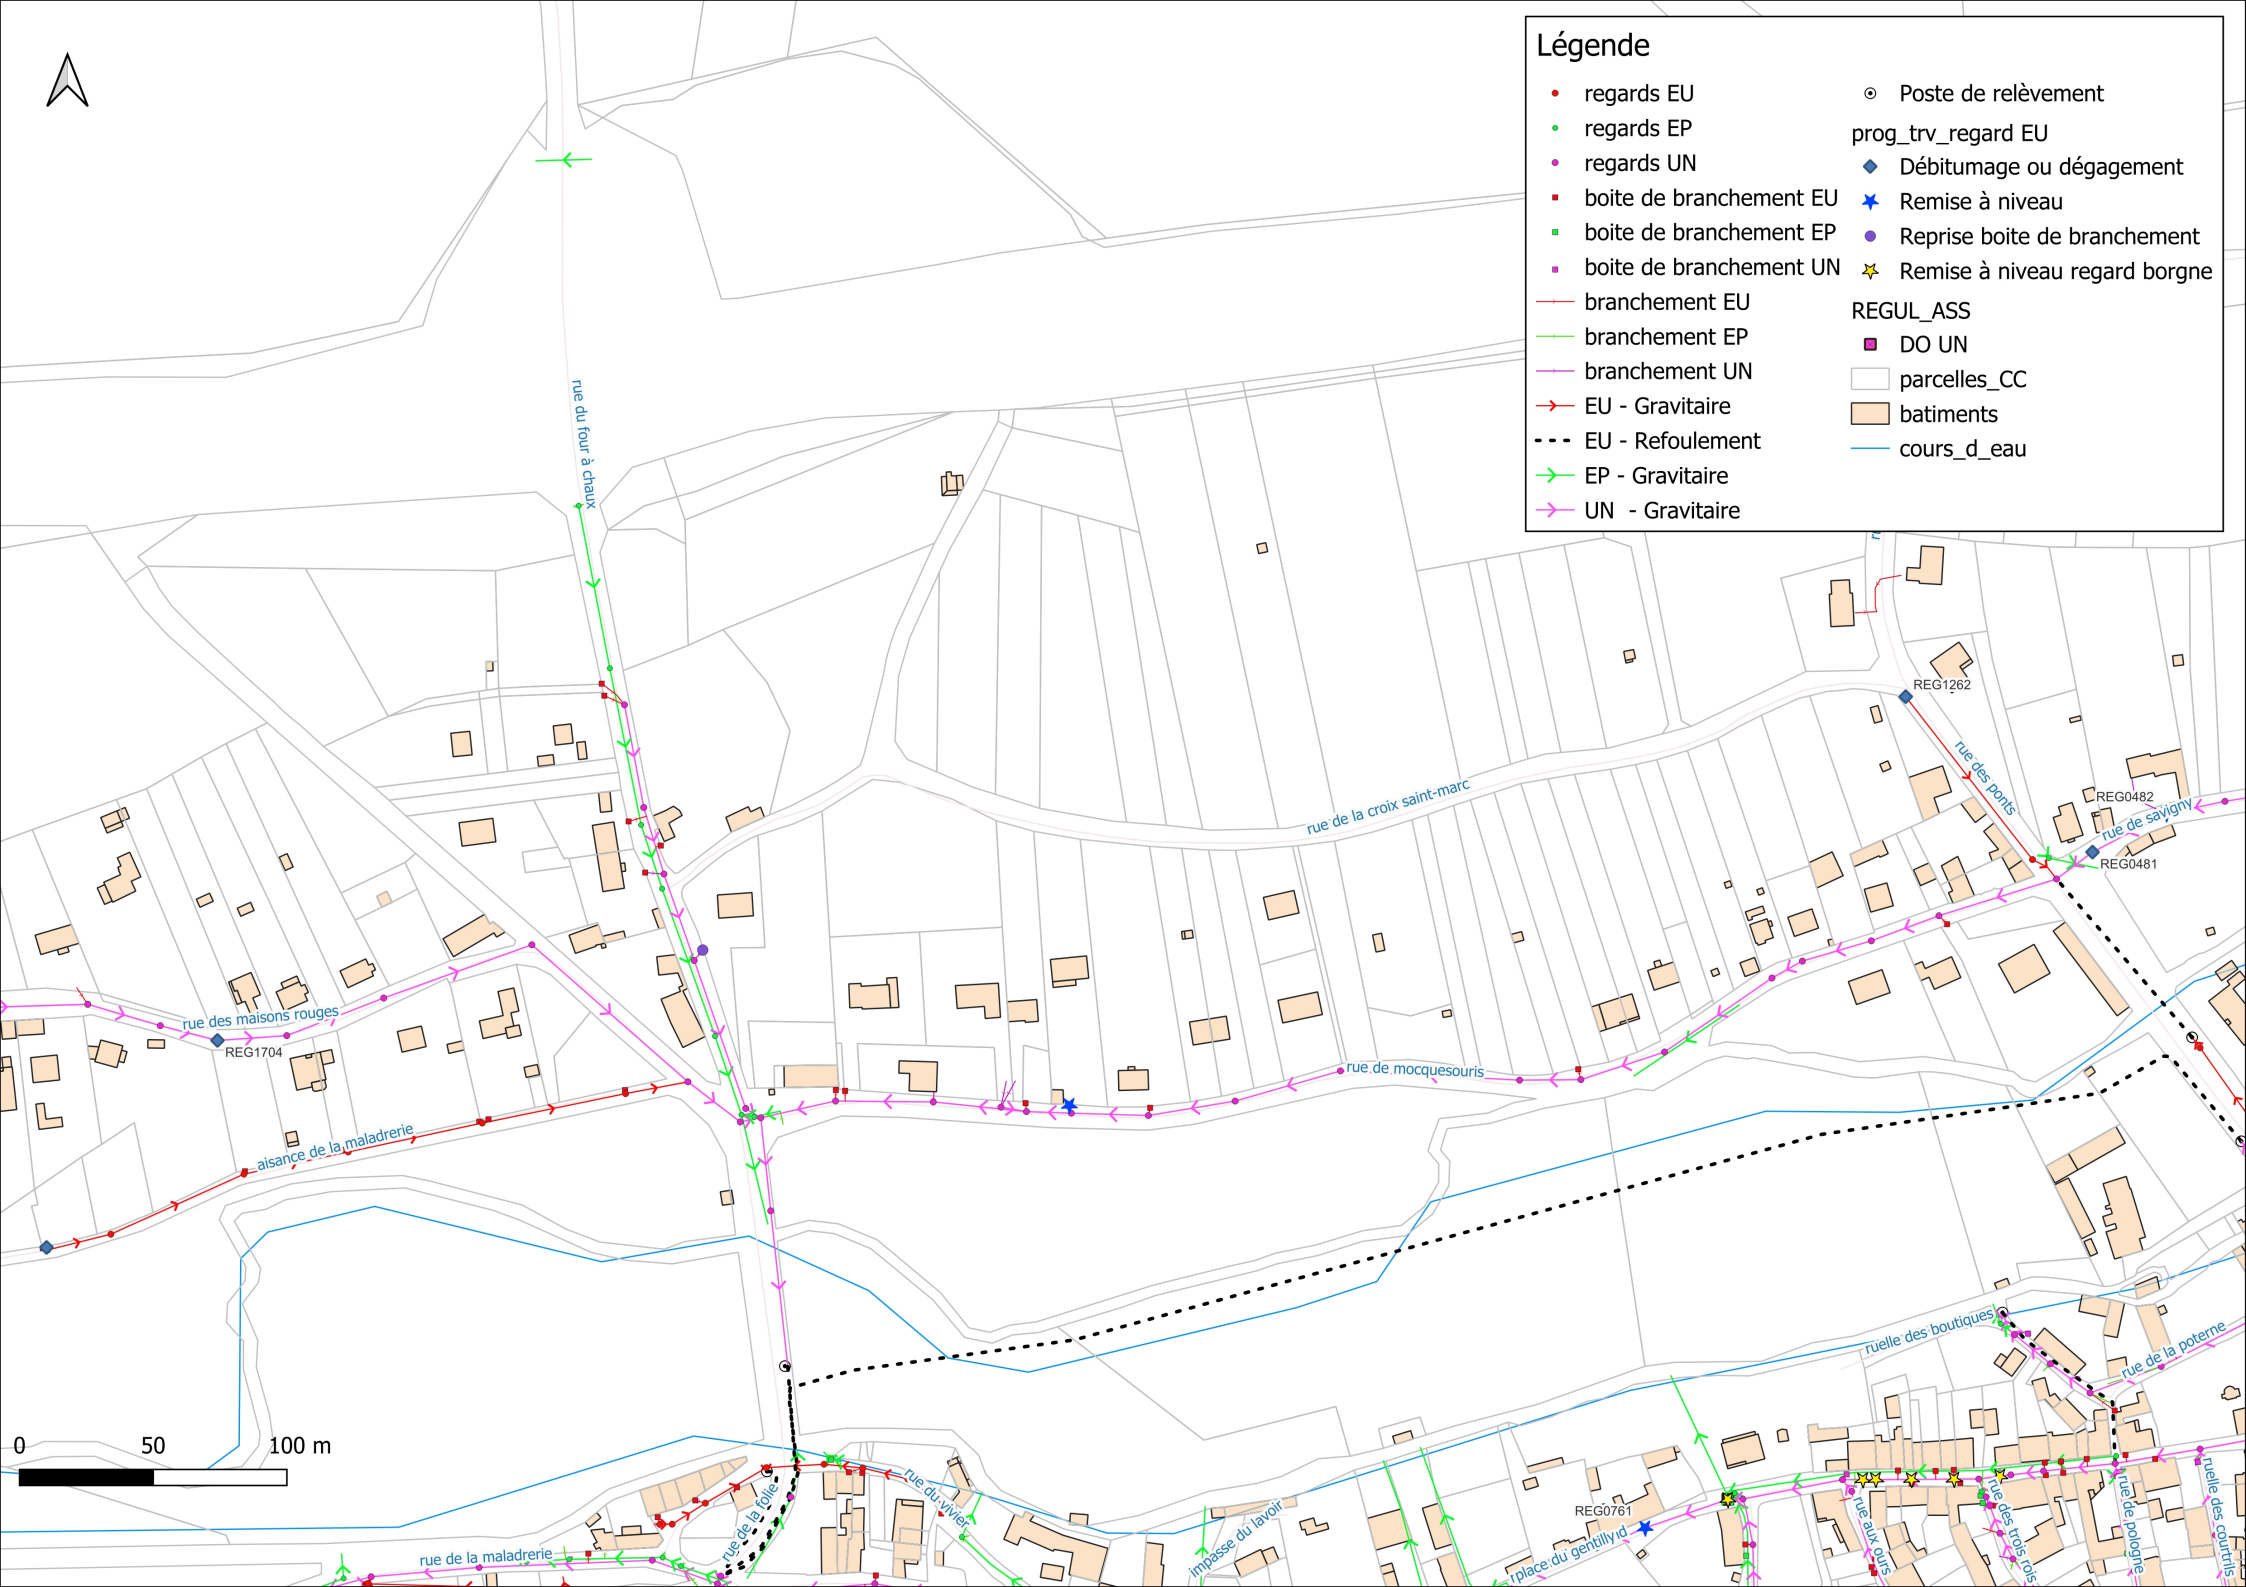 Légende
regards EU
regards EP
regards UN
boite de branchement EU
boite de branchement EP
boite de branchement UN
branchement EU
branchement EP
branchement UN
EU - Gravitaire
EU - Refoulement
EP - Gravitaire
UN - Gravitaire
Poste de relèvement
prog_trv_regard EU
Débitumage ou dégagement
Remise à niveau
Reprise boite de branchement
Remise à niveau regard borgne
REGUL_ASS
DO UN
parcelles_CC
batiments
cours_d_eau
rue du four à chaux
REG1262
rue des ponts
REG0482
rue de savigny
REG0481
rue de la croix saint-marc
rue des maisons rouges
REG1704
rue de mocquesouris
aisance de la maladrerie
ruelle des boutiques
rue de la poterne
0 50 100 m
rue du vivier
rue de la folie
rue de la maladrerie
impasse du lavoir
REG0761
rplace du gentillyd
rue aux ours
rue des trois rois
rue de pologne
ruelle des courtrils